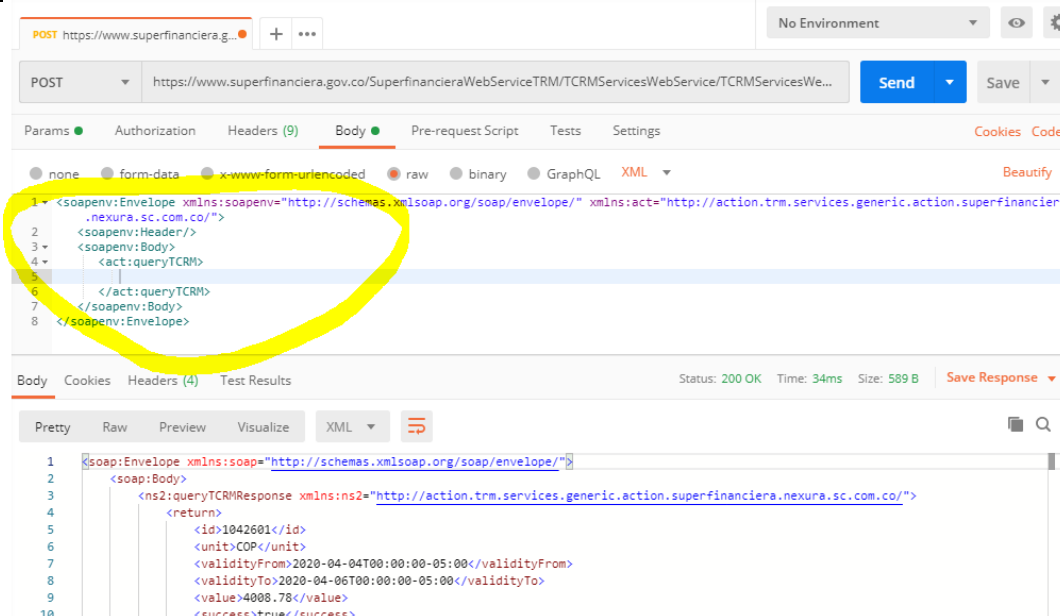 No Environment
POST https://www.superfinanciera.g...
POST https://www.superfinanciera.gov.co/SuperfinancieraWebServiceTRM/TCRMServicesWebService/TCRMServicesWe... Send Save
Params Authorization Headers (9) Body Pre-request Script Tests Settings Cookies Code
none form-data x-www-form-urlencoded raw binary GraphQL XML Beautify
1 <soapenv:Envelope xmlns:soapenv="http://schemas.xmlsoap.org/soap/envelope/" xmlns:act="http://action.trm.services.generic.action.superfinancier
.nexura.sc.com.co/">
2 <soapenv:Header/>
3 <soapenv:Body>
4 <act:queryTCRM>
5
6 </act:queryTCRM>
7 </soapenv:Body>
8 </soapenv:Envelope>
Body Cookies Headers (4) Test Results Status: 200 OK Time: 34ms Size: 589 B Save Response
Pretty Raw Preview Visualize XML
1 <soap:Envelope xmlns:soap="http://schemas.xmlsoap.org/soap/envelope/">
2 <soap:Body>
3 <ns2:queryTCRMResponse xmlns:ns2="http://action.trm.services.generic.action.superfinanciera.nexura.sc.com.co/">
4 <return>
5 <id>1042601</id>
6 <unit>COP</unit>
7 <validityFrom>2020-04-04T00:00:00-05:00</validityFrom>
8 <validityTo>2020-04-06T00:00:00-05:00</validityTo>
9 <value>4008.78</value>
10 <success>true</success>